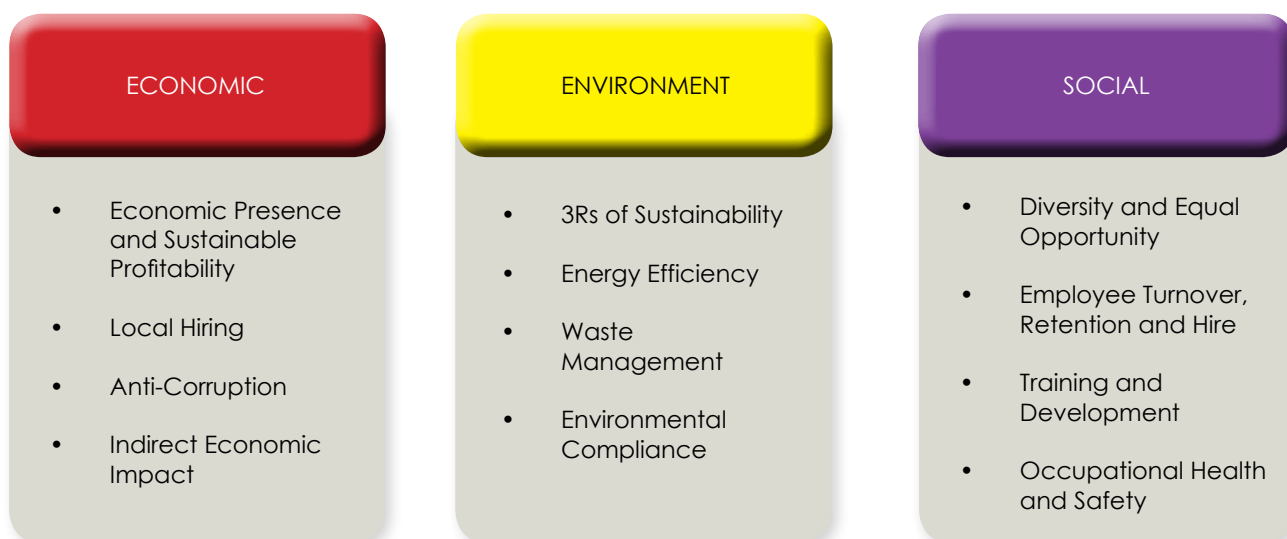 ECONOMIC
• Economic Presence
and Sustainable
Profitability
• Local Hiring
• Anti-Corruption
• Indirect Economic
Impact
ENVIRONMENT
• 3Rs of Sustainability
• Energy Efficiency
• Waste
Management
• Environmental
Compliance
SOCIAL
• Diversity and Equal
Opportunity
• Employee Turnover,
Retention and Hire
• Training and
Development
• Occupational Health
and Safety